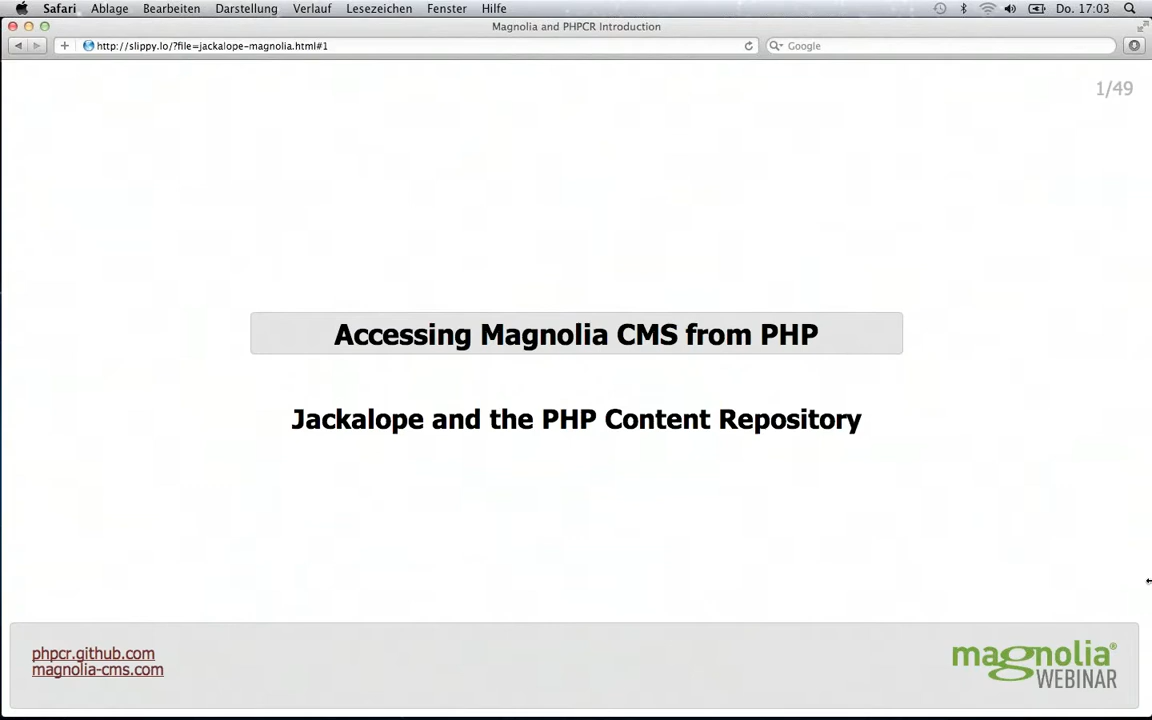 Safari Ablage Bearbeiten Darstellung Verlauf Lesezeichen Fenster Hilfe Do. 17:03
Magnolia and PHPCR Introduction
http://slippy.lo/?file=jackalope-magnolia.html#1 Google
1/49
Accessing Magnolia CMS from PHP
Jackalope and the PHP Content Repository
phpcr.github.com
magnolia-cms.com
magnolia®
WEBINAR